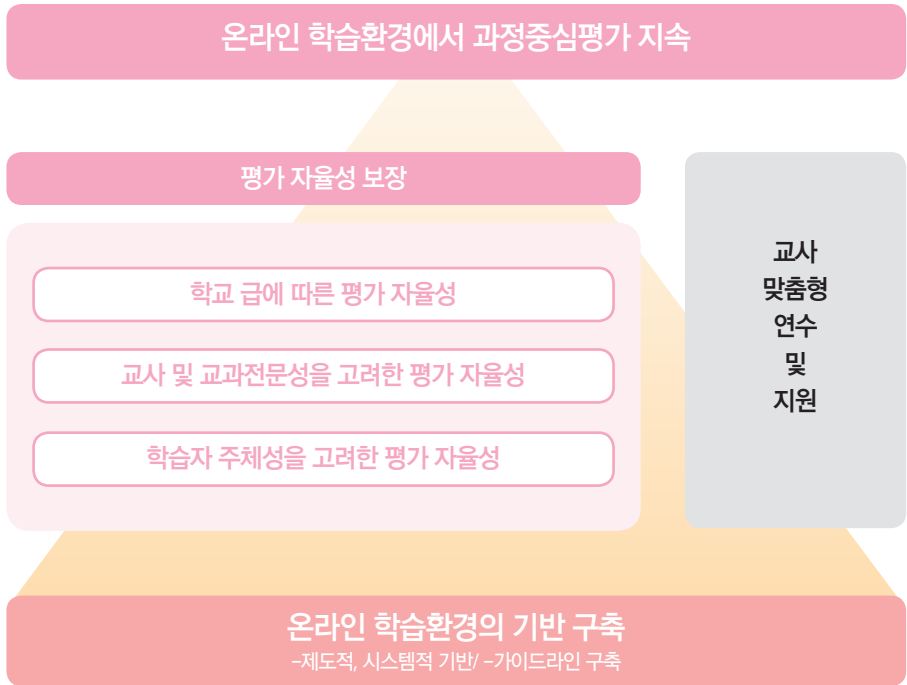 온라인 학습환경에서 과정중심평가 지속
평가 자율성 보장
학교 급에 따른 평가 자율성
교사 및 교과전문성을 고려한 평가 자율성
학습자 주체성을 고려한 평가 자율성
교사
맞춤형
연수
및
지원
온라인 학습환경의 기반 구축
-제도적, 시스템적 기반/ -가이드라인 구축